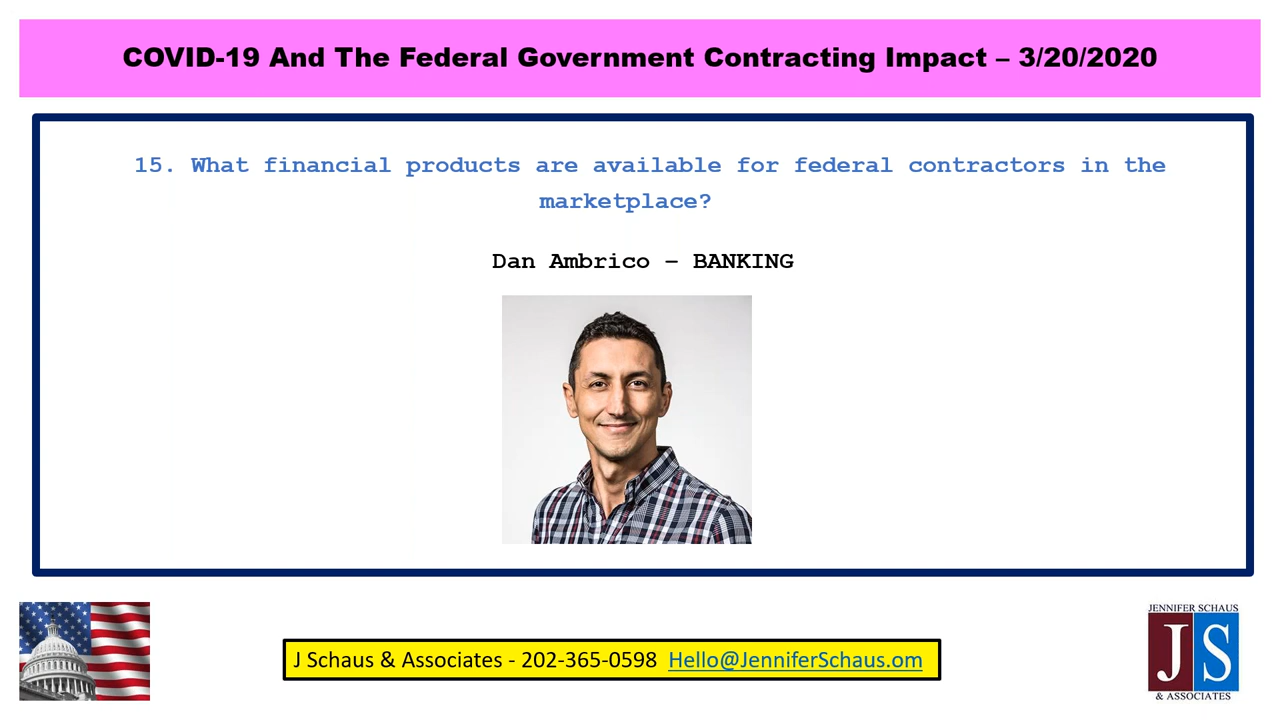 COVID-19 And The Federal Government Contracting Impact – 3/20/2020
15. What financial products are available for federal contractors in the
marketplace?
Dan Ambrico – BANKING
J Schaus & Associates - 202-365-0598 Hello@JenniferSchaus.om
JENNIFER SCHAUS
JS
& ASSOCIATES